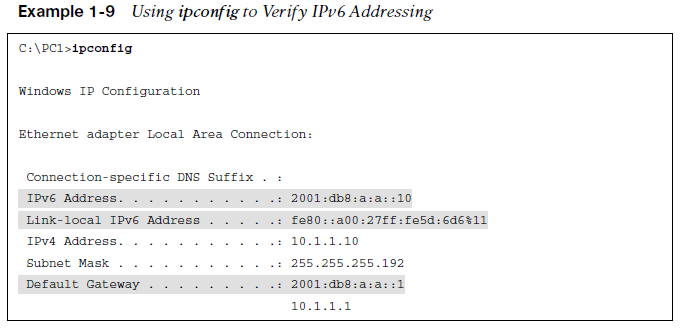 Example 1-9 Using ipconfig to Verify IPv6 Addressing
C:\PC1>ipconfig
Windows IP Configuration
Ethernet adapter Local Area Connection:
Connection-specific DNS Suffix . :
IPv6 Address. . . . . . . . . . .: 2001:db8:a:a::10
Link-local IPv6 Address . . . . .: fe80::a00:27ff:fe5d:6d6%11
IPv4 Address. . . . . . . . . . .: 10.1.1.10
Subnet Mask . . . . . . . . . . .: 255.255.255.192
Default Gateway . . . . . . . . .: 2001:db8:a:a::1
10.1.1.1